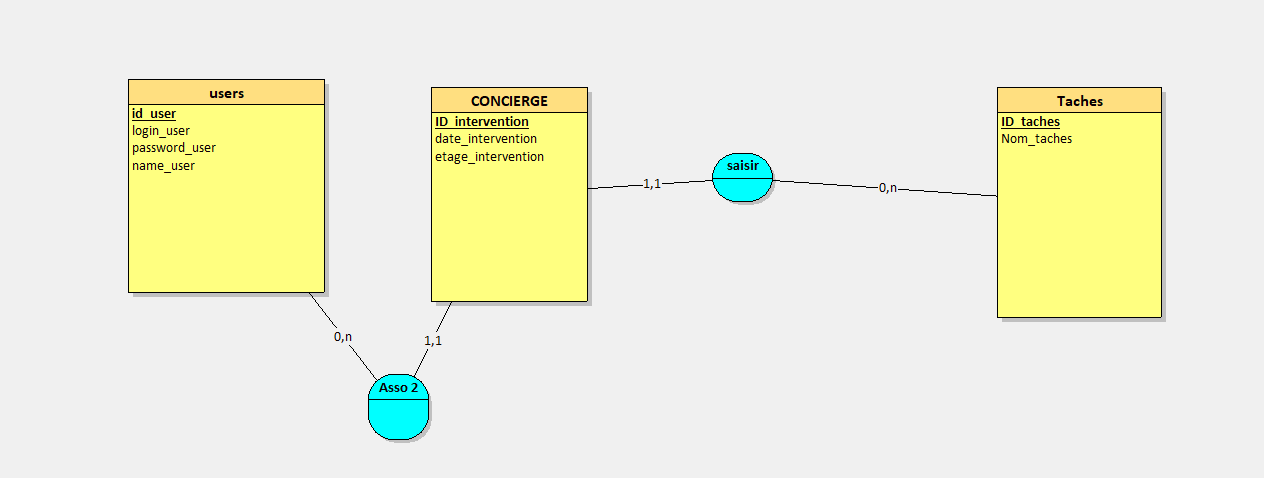 users
id_user
login_user
password_user
name_user
CONCIERGE
ID_intervention
date_intervention
etage_intervention
1,1
saisir
0,n
Taches
ID_taches
Nom_taches
0,n
1,1
Asso 2